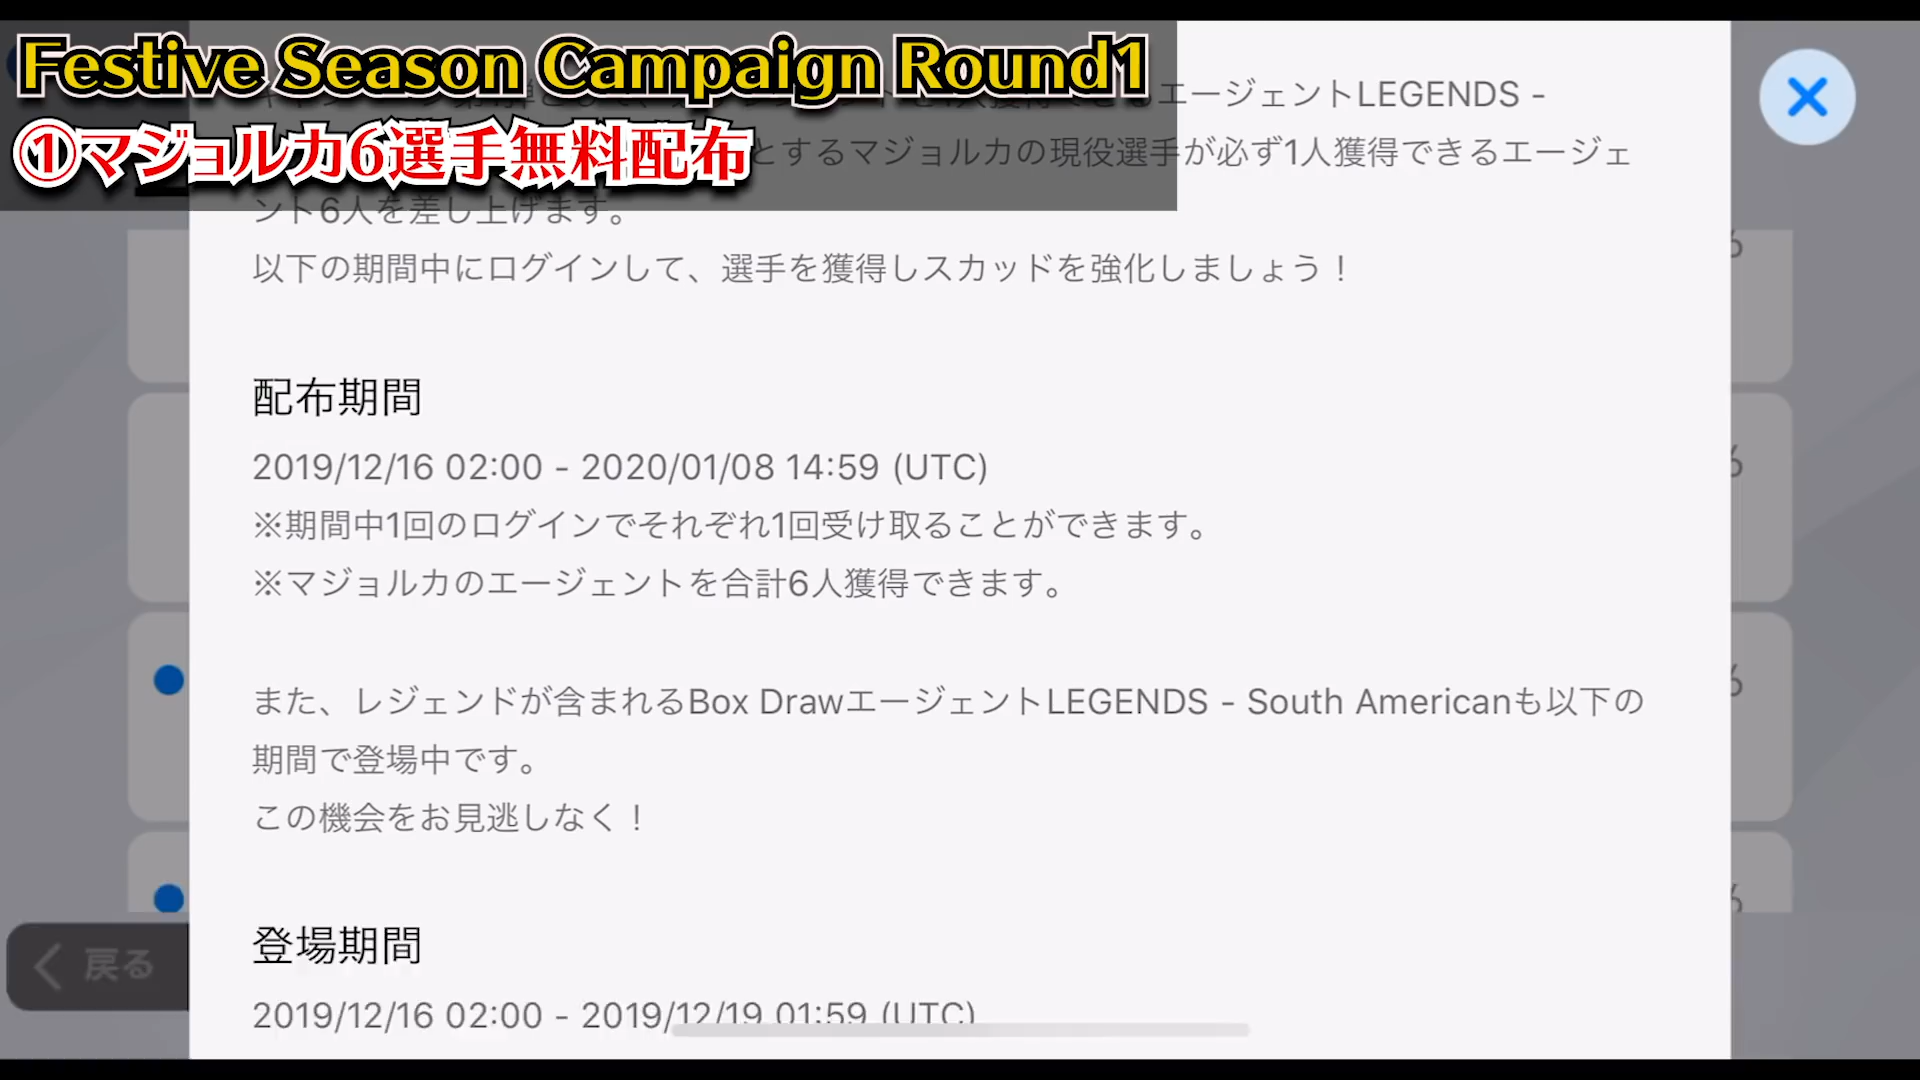 Festive Season Campaign Round1
エージェントLEGENDS -
①マジョルカ6選手無料配布
とするマジョルカの現役選手が必ず1人獲得できるエージェ
ント6人を差し上げます。
以下の期間中にログインして、選手を獲得しスカッドを強化しましょう！
配布期間
2019/12/16 02:00 - 2020/01/08 14:59 (UTC)
※期間中1回のログインでそれぞれ1回受け取ることができます。
※マジョルカのエージェントを合計6人獲得できます。
また、レジェンドが含まれるBox DrawエージェントLEGENDS - South Americanも以下の
期間で登場中です。
この機会をお見逃しなく！
登場期間
戻る
2019/12/16 02:00 - 2019/12/19 01:59 (UTC)